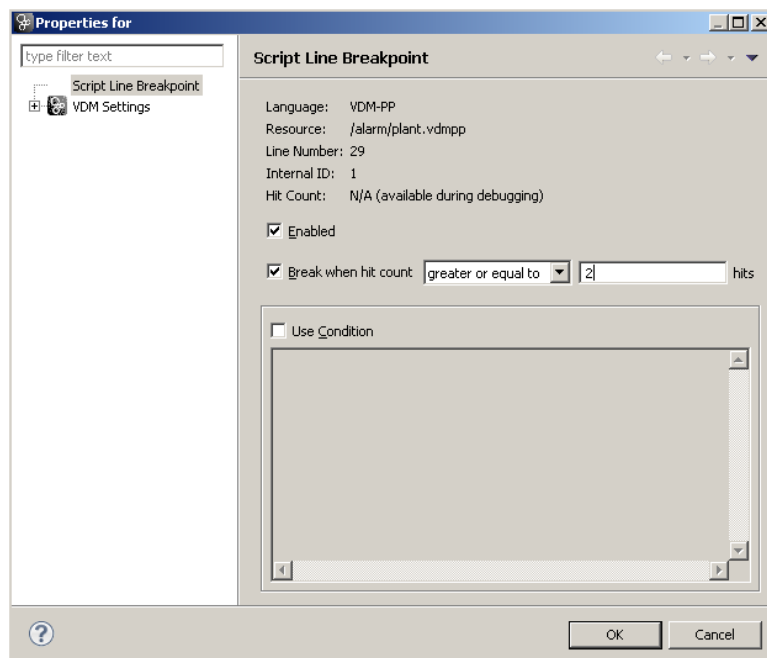 Properties for
type filter text
Script Line Breakpoint
VDM Settings
Script Line Breakpoint
Language: VDM-PP
Resource: /alarm/plant.vdmpp
Line Number: 29
Internal ID: 1
Hit Count: N/A (available during debugging)
Enabled
Break when hit count greater or equal to 2 hits
Use Condition
? OK Cancel